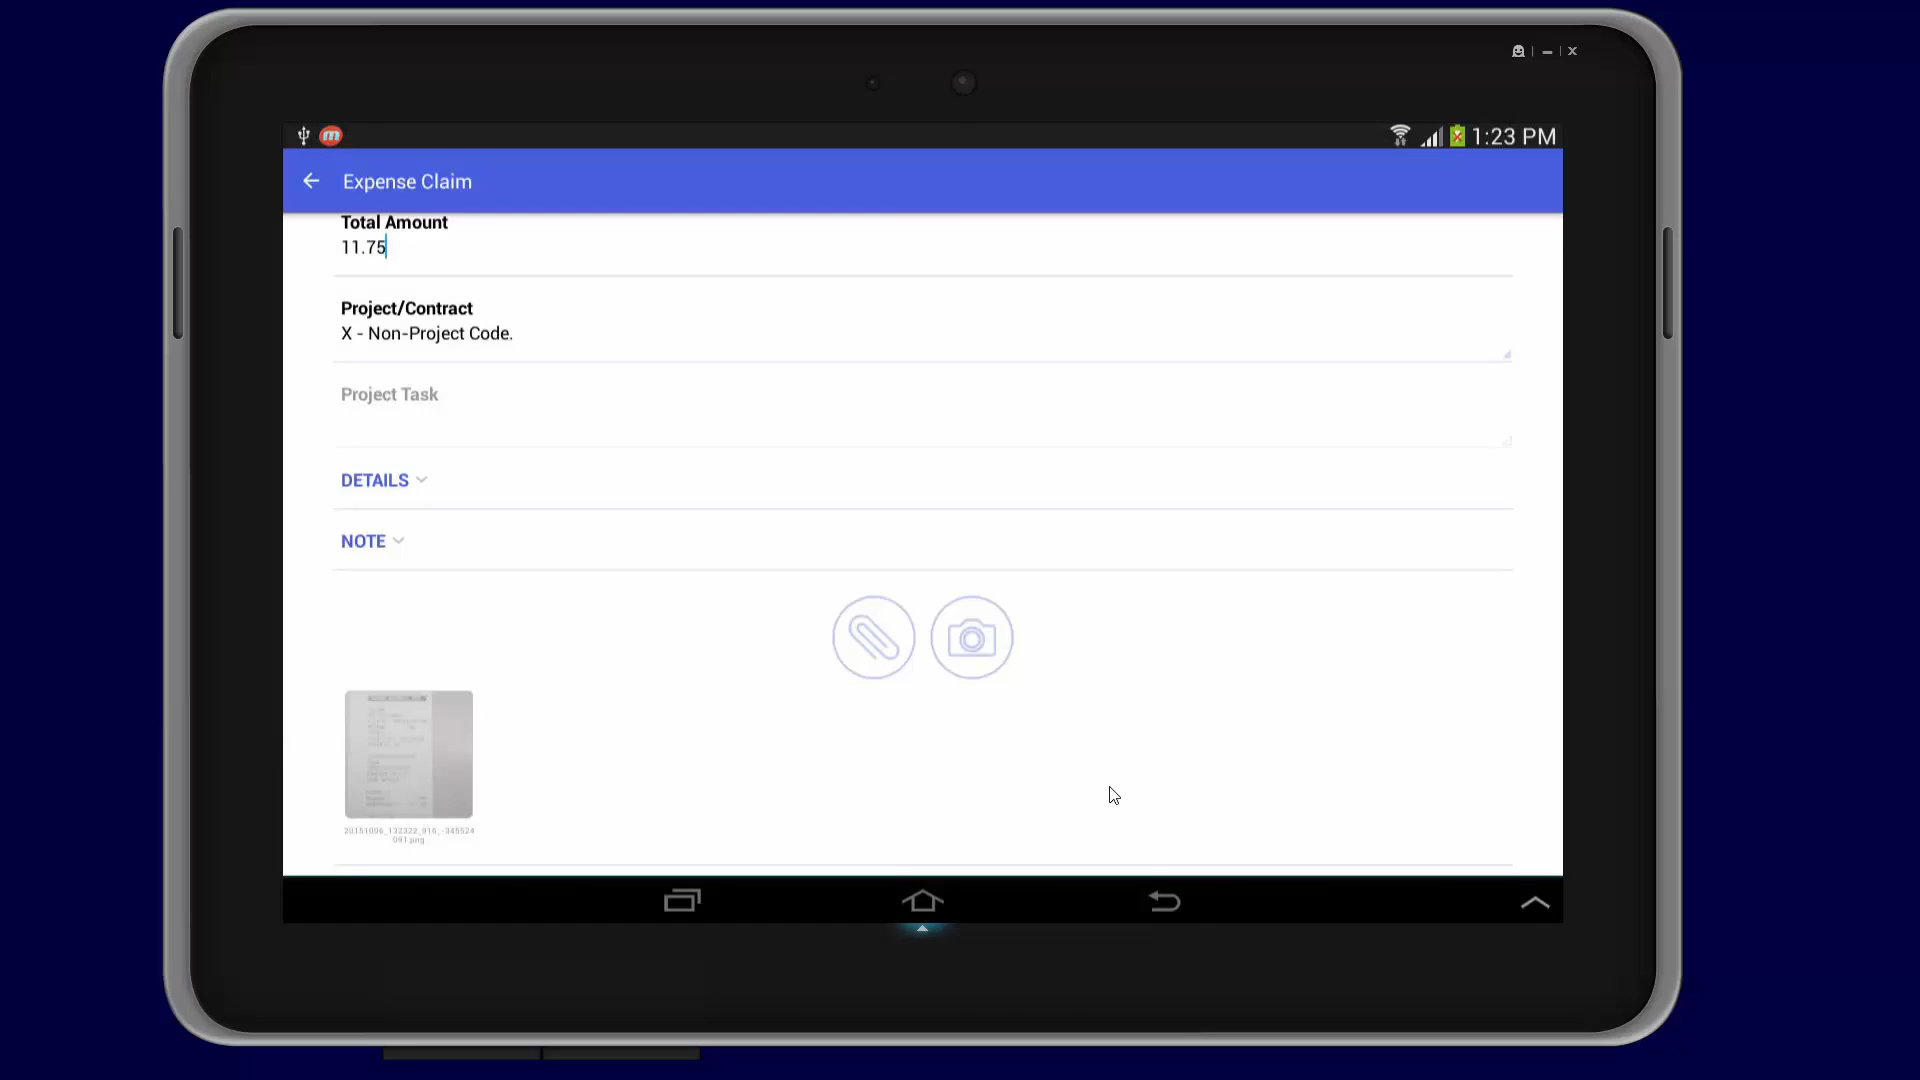 m
1:23 PM
Expense Claim
Total Amount
11.75
Project/Contract
X - Non-Project Code.
Project Task
DETAILS
NOTE